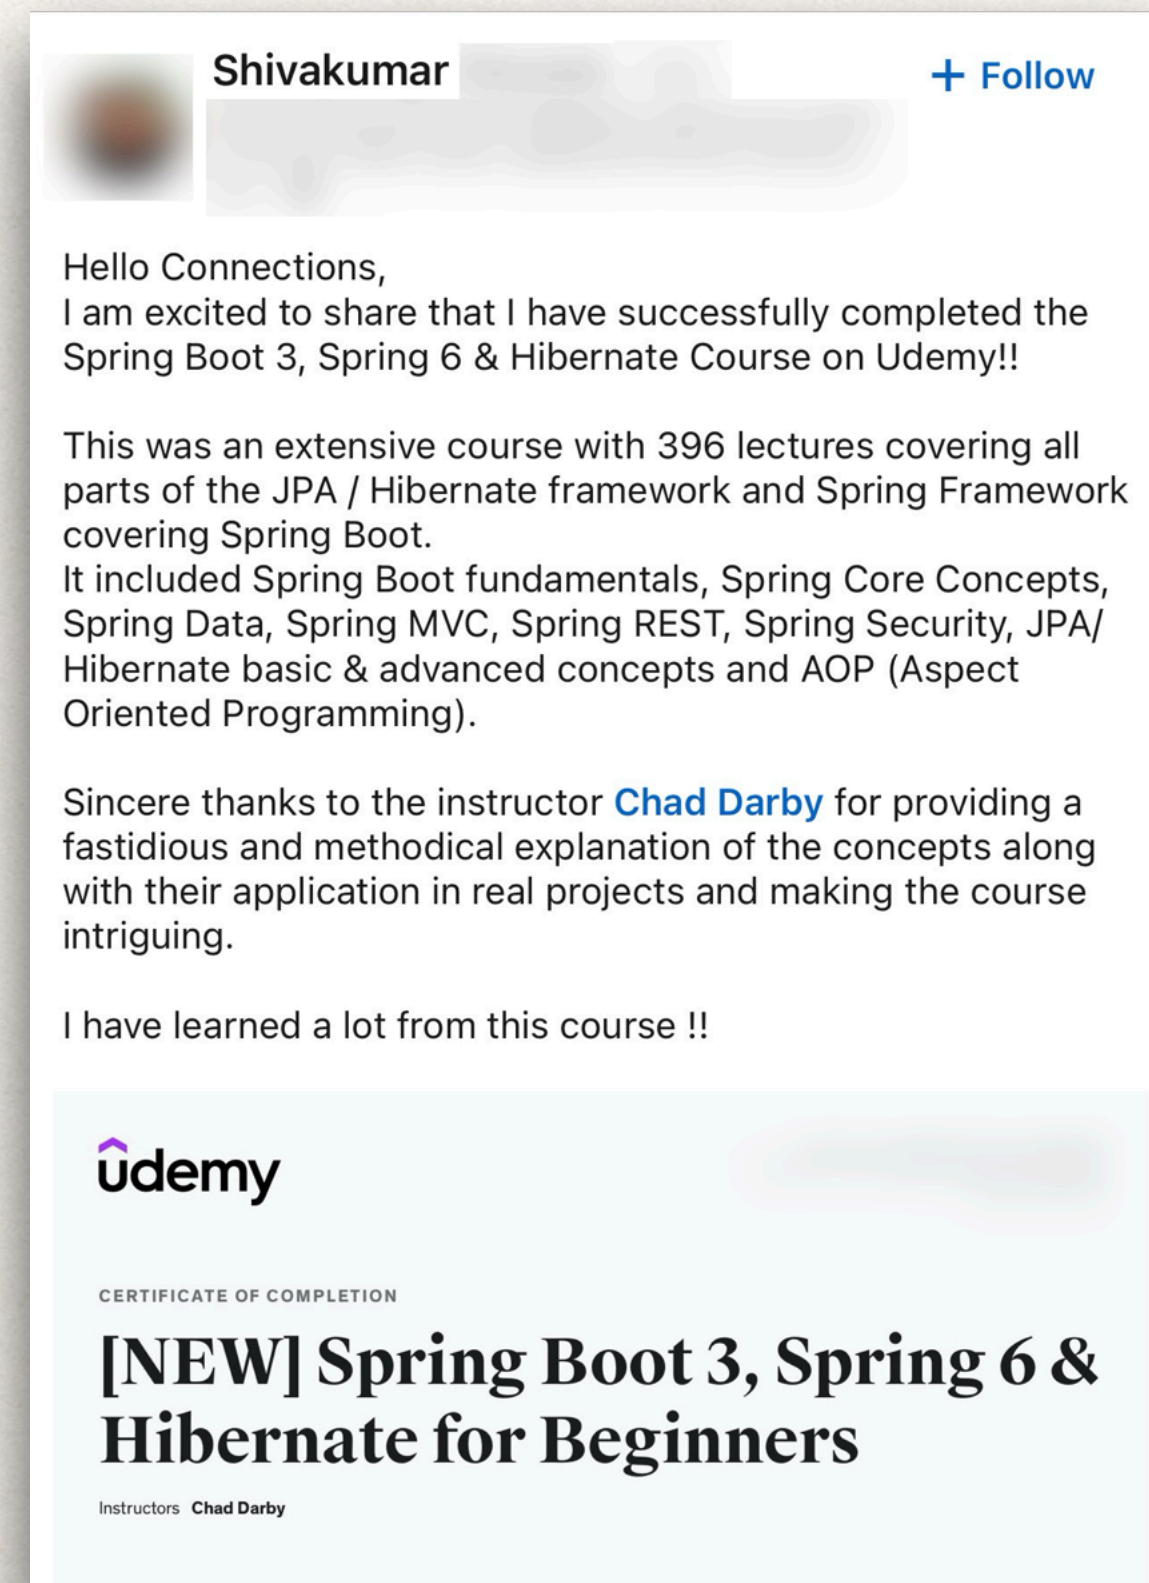 Shivakumar
+ Follow
Hello Connections,
I am excited to share that I have successfully completed the
Spring Boot 3, Spring 6 & Hibernate Course on Udemy!!
This was an extensive course with 396 lectures covering all
parts of the JPA / Hibernate framework and Spring Framework
covering Spring Boot.
It included Spring Boot fundamentals, Spring Core Concepts,
Spring Data, Spring MVC, Spring REST, Spring Security, JPA/
Hibernate basic & advanced concepts and AOP (Aspect
Oriented Programming).
Sincere thanks to the instructor Chad Darby for providing a
fastidious and methodical explanation of the concepts along
with their application in real projects and making the course
intriguing.
I have learned a lot from this course !!
udemy
CERTIFICATE OF COMPLETION
[NEW] Spring Boot 3, Spring 6 &
Hibernate for Beginners
Instructors Chad Darby